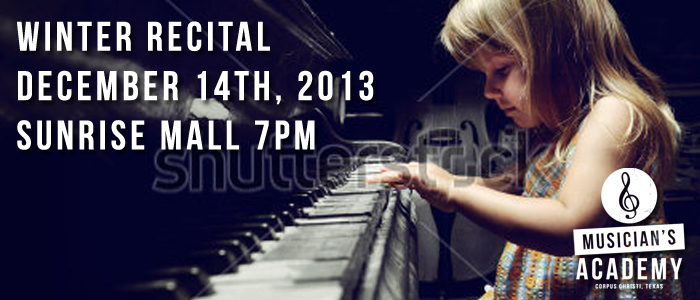 WINTER RECITAL
DECEMBER 14TH, 2013
SUNRISE MALL 7PM
shutterstock
MUSICIAN'S
ACADEMY
CORPUS CHRISTI, TEXAS